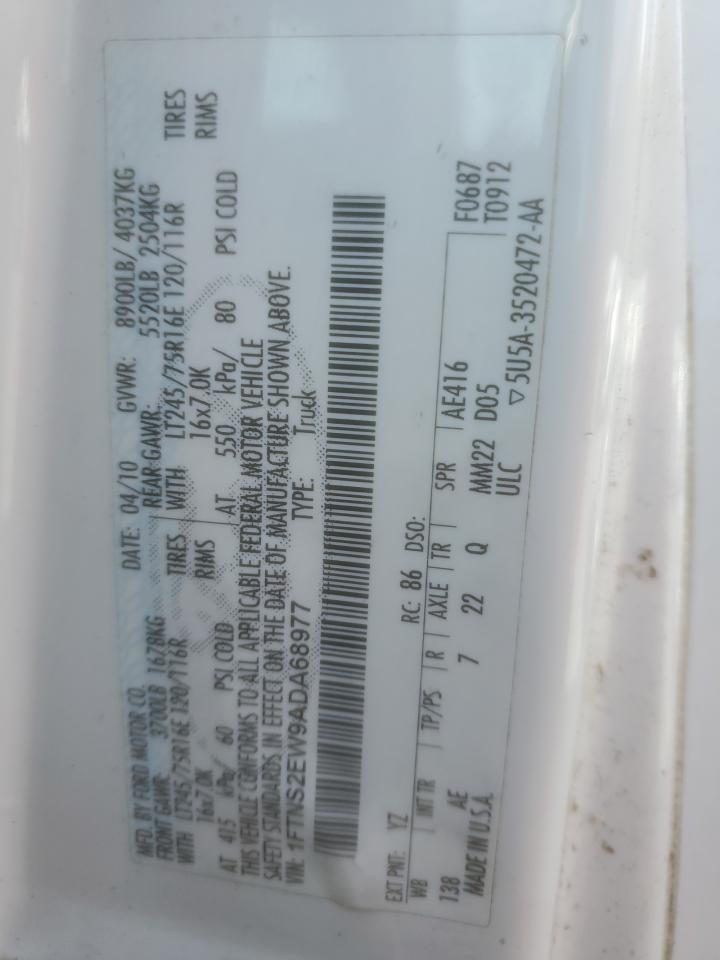 MFD. BY FORD MOTOR CO. DATE: 04/10 GVWR: 8900LB/ 4037KG
FRONT GAWR: 3700LB 1678KG REAR GAWR: 5520LB 2504KG
WITH LT245/75R16E 120/116R TIRES WITH LT245/75R16E 120/116R TIRES
16x7.0K RIMS 16x7.0K RIMS
AT 415 kPa/ 60 PSI COLD AT 550 kPa/ 80 PSI COLD
THIS VEHICLE CONFORMS TO ALL APPLICABLE FEDERAL MOTOR VEHICLE
SAFETY STANDARDS IN EFFECT ON THE DATE OF MANUFACTURE SHOWN ABOVE.
VIN: 1FTNS2EW9ADA68977 TYPE: Truck
EXT PNT: YZ RC: 86 DSO: F0687
WB INT TR TP/PS R AXLE TR SPR AE416 T0912
138 AE 7 22 Q MM22 D05
MADE IN U.S.A. ULC ▽5U5A-3520472-AA